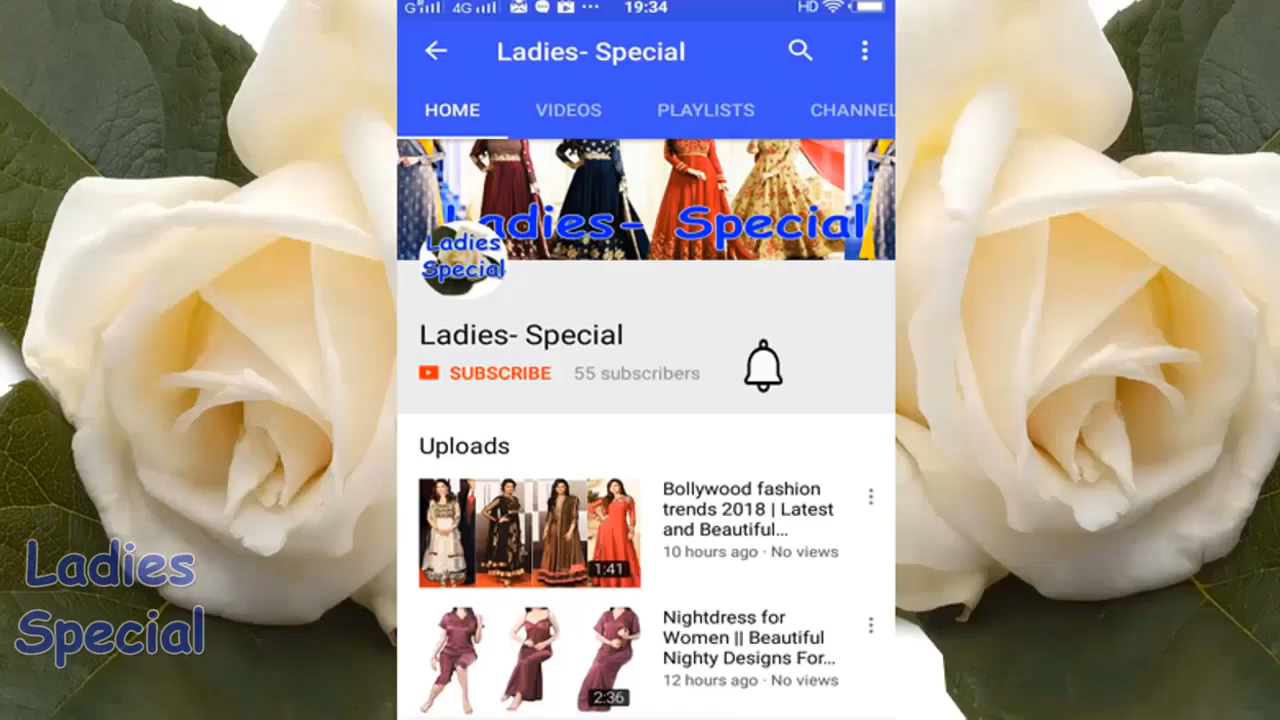 G 4G ... 19:34 HD
Ladies- Special
HOME VIDEOS PLAYLISTS CHANNEL
Ladies- Special
Ladies
Special
Ladies- Special
SUBSCRIBE 55 subscribers
Uploads
Bollywood fashion
trends 2018 | Latest
and Beautiful...
10 hours ago · No views
1:41
Nightdress for
Women || Beautiful
Nighty Designs For...
12 hours ago · No views
2:36
Ladies
Special